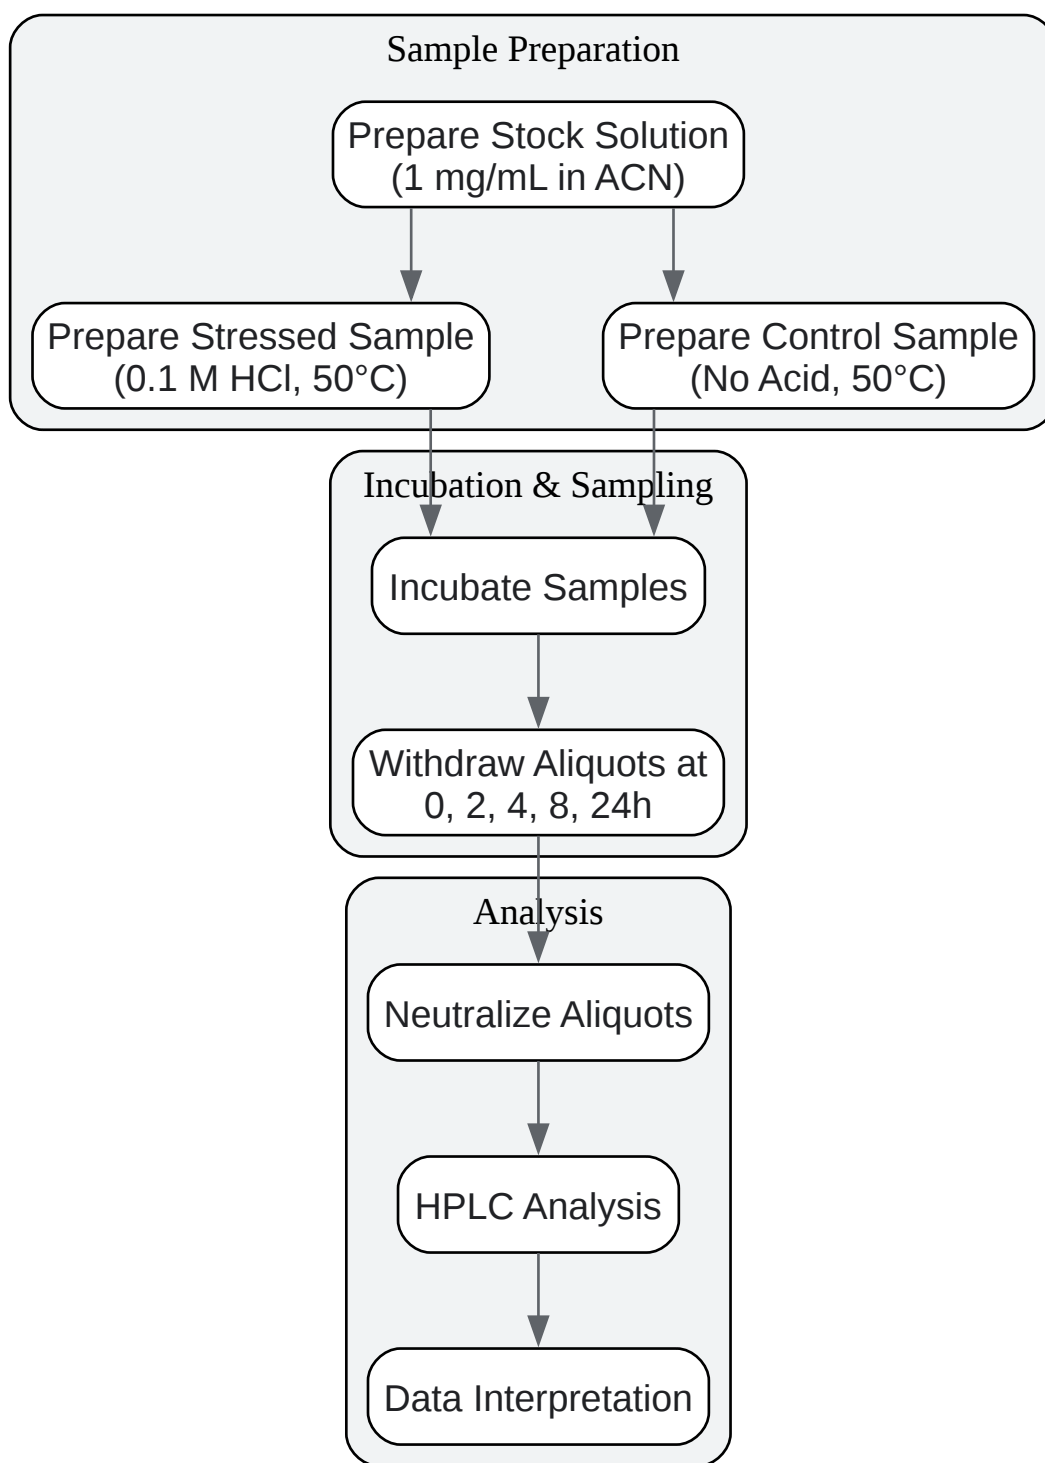 Sample Preparation
Prepare Stock Solution
(1 mg/mL in ACN)
Prepare Stressed Sample
(0.1 M HCl, 50°C)
Prepare Control Sample
(No Acid, 50°C)
Incubation & Sampling
Incubate Samples
Withdraw Aliquots at
0, 2, 4, 8, 24h
Analysis
Neutralize Aliquots
HPLC Analysis
Data Interpretation